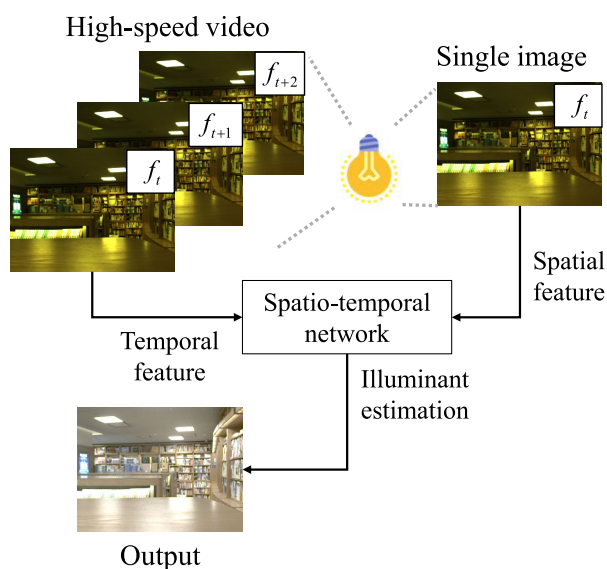 High-speed video
Single image
f_{t+2}
f_{t+1}
f_t
f_t
Spatial
feature
Spatio-temporal
network
Temporal
feature
Illuminant
estimation
Output